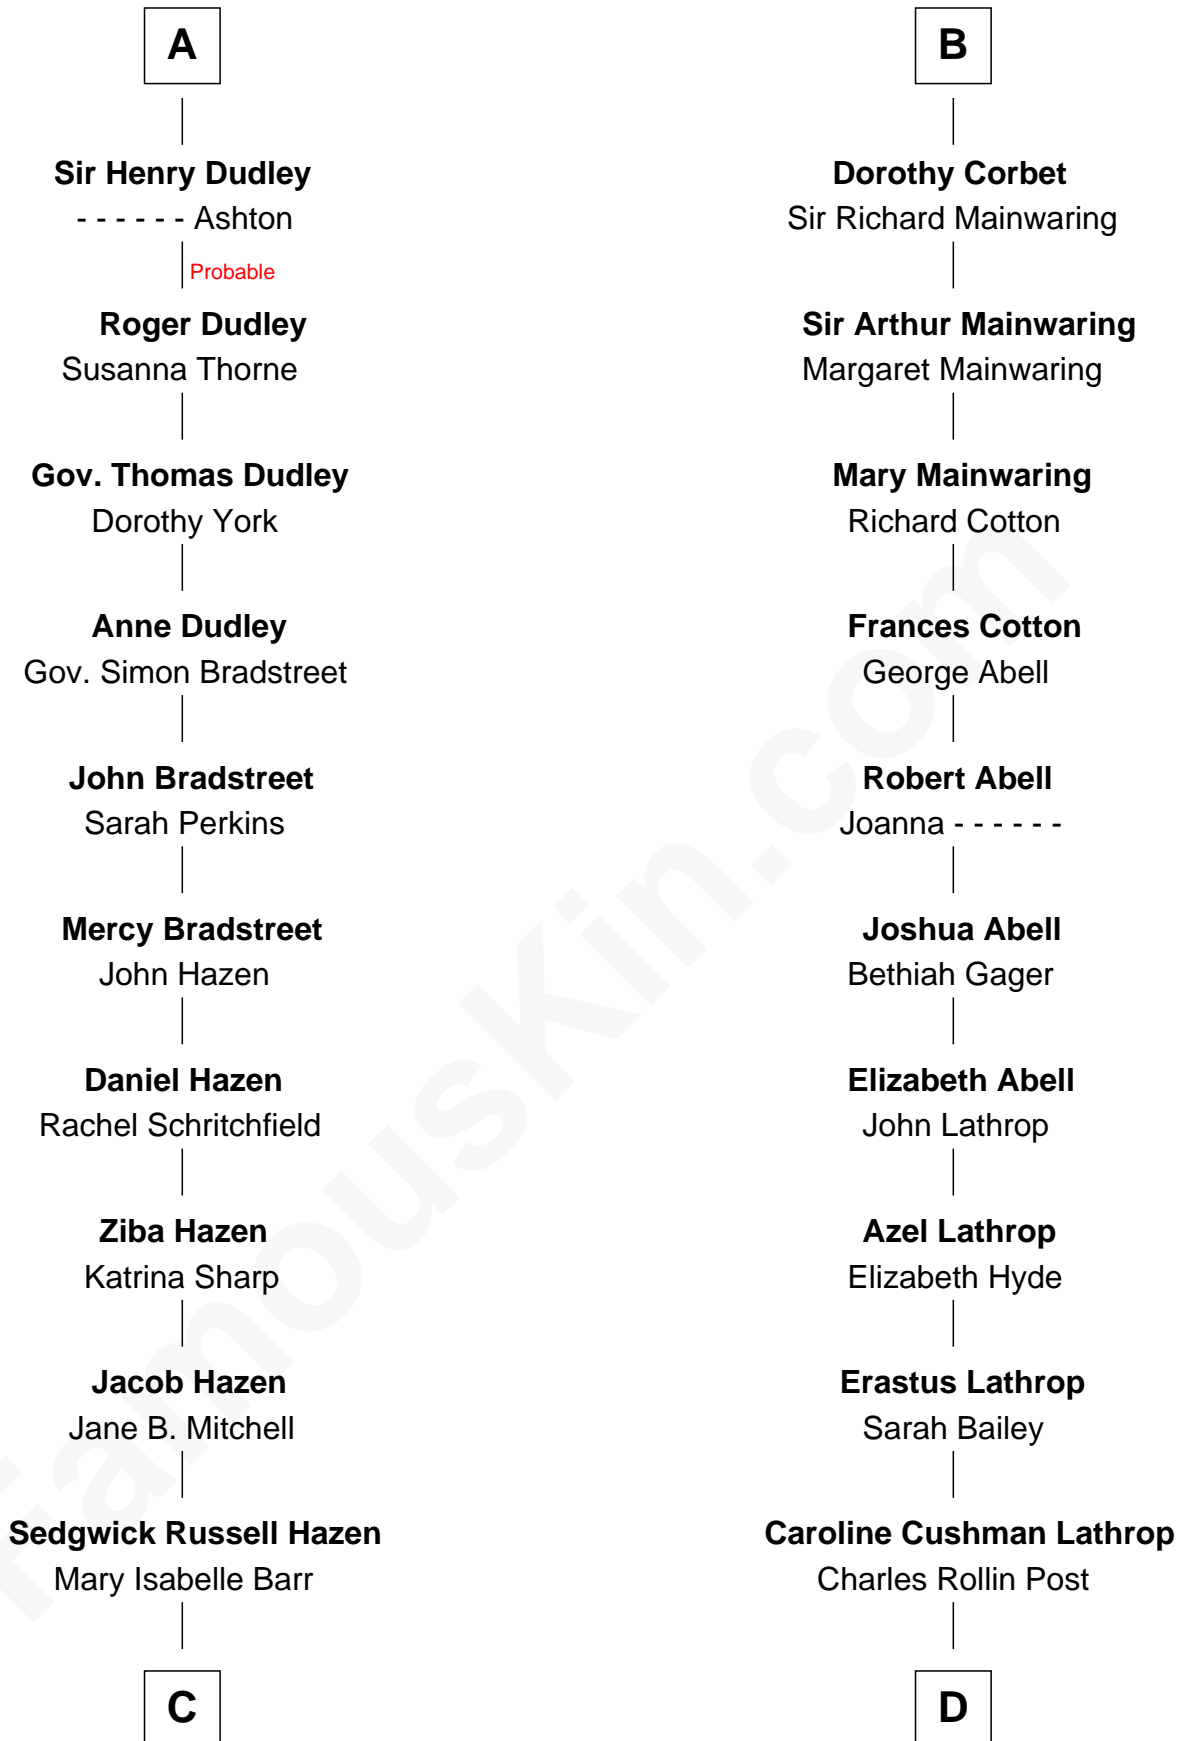 A
Sir Henry Dudley
- - - - - - Ashton
Probable
Roger Dudley
Susanna Thorne
Gov. Thomas Dudley
Dorothy York
Anne Dudley
Gov. Simon Bradstreet
John Bradstreet
Sarah Perkins
Mercy Bradstreet
John Hazen
Daniel Hazen
Rachel Schritchfield
Ziba Hazen
Katrina Sharp
Jacob Hazen
Jane B. Mitchell
Sedgwick Russell Hazen
Mary Isabelle Barr
C
B
Dorothy Corbet
Sir Richard Mainwaring
Sir Arthur Mainwaring
Margaret Mainwaring
Mary Mainwaring
Richard Cotton
Frances Cotton
George Abell
Robert Abell
Joanna - - - - - -
Joshua Abell
Bethiah Gager
Elizabeth Abell
John Lathrop
Azel Lathrop
Elizabeth Hyde
Erastus Lathrop
Sarah Bailey
Caroline Cushman Lathrop
Charles Rollin Post
D
FamousKin.com